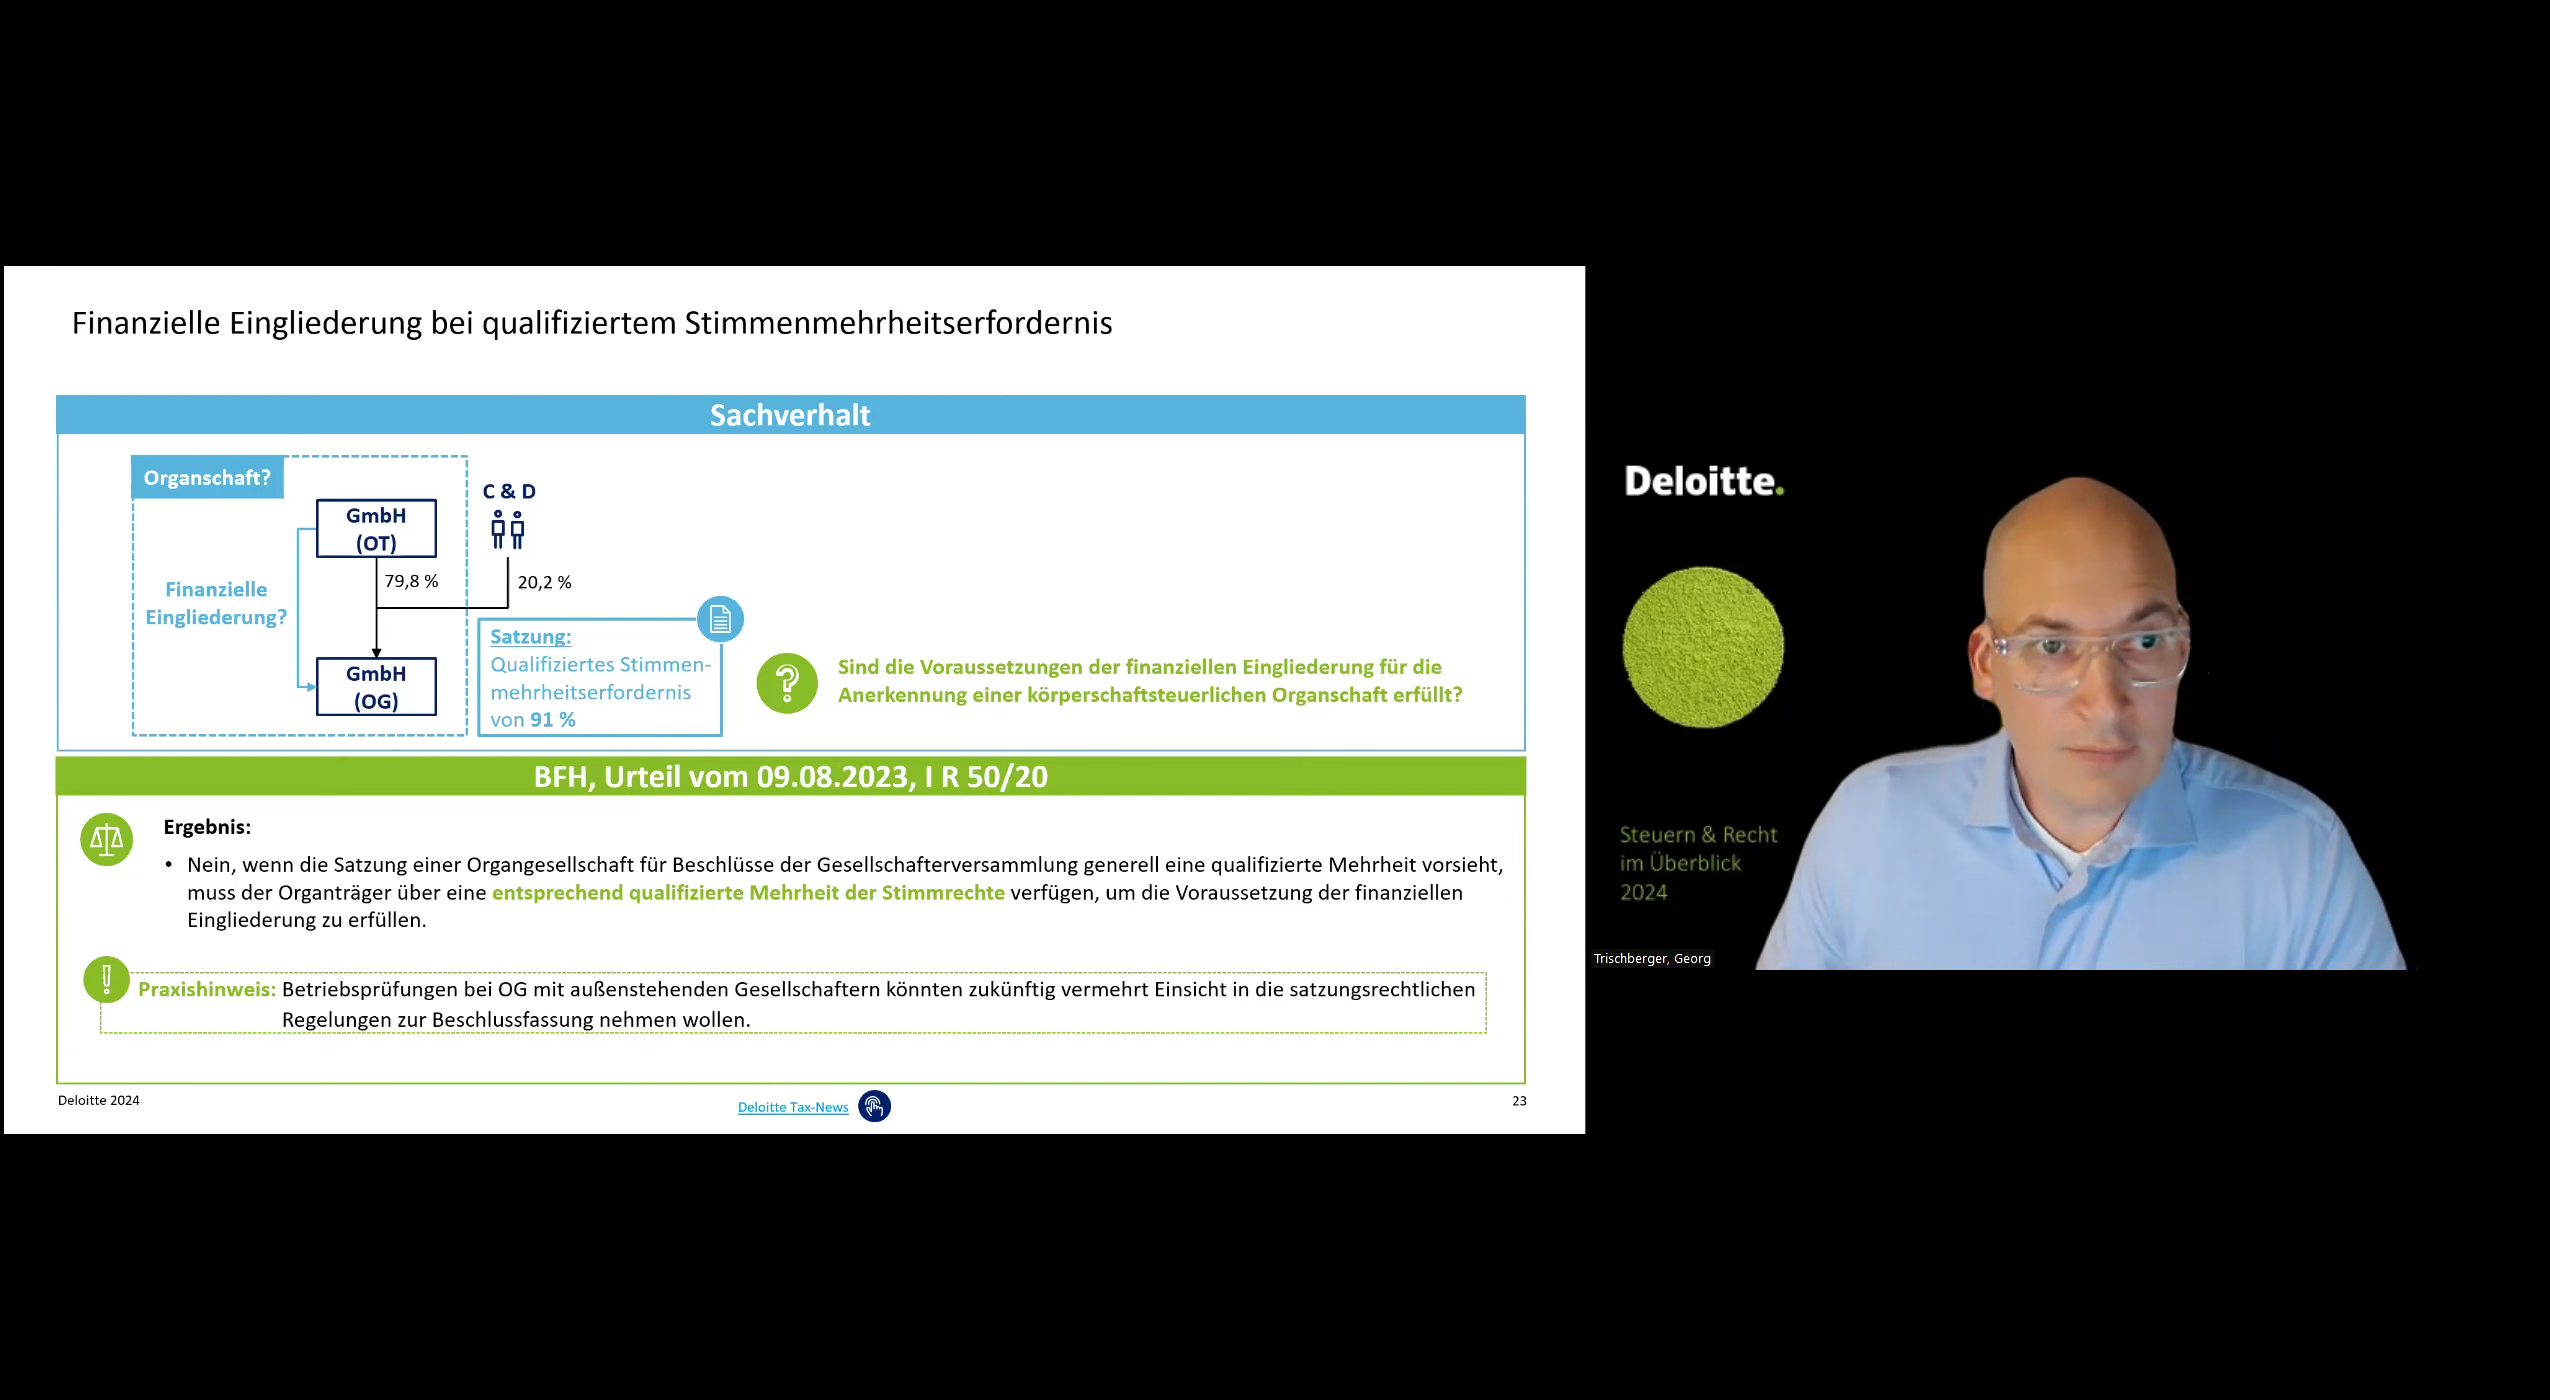 Finanzielle Eingliederung bei qualifiziertem Stimmenmehrheitserfordernis
Sachverhalt
Organschaft?
GmbH
(OT)
C & D
79,8 %
20,2 %
Finanzielle
Eingliederung?
GmbH
(OG)
Satzung:
Qualifiziertes Stimmen-
mehrheitserfordernis
von 91 %
Sind die Voraussetzungen der finanziellen Eingliederung für die
Anerkennung einer körperschaftsteuerlichen Organschaft erfüllt?
BFH, Urteil vom 09.08.2023, I R 50/20
Ergebnis:
• Nein, wenn die Satzung einer Organgesellschaft für Beschlüsse der Gesellschafterversammlung generell eine qualifizierte Mehrheit vorsieht,
muss der Organträger über eine entsprechend qualifizierte Mehrheit der Stimmrechte verfügen, um die Voraussetzung der finanziellen
Eingliederung zu erfüllen.
Praxishinweis: Betriebsprüfungen bei OG mit außenstehenden Gesellschaftern könnten zukünftig vermehrt Einsicht in die satzungsrechtlichen
Regelungen zur Beschlussfassung nehmen wollen.
Deloitte 2024
Deloitte Tax-News
23
Deloitte.
Steuern & Recht
im Überblick
2024
Trischberger, Georg